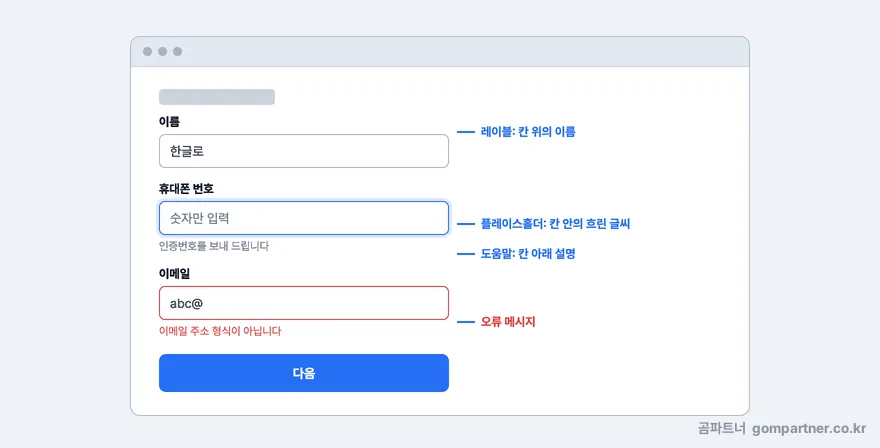 이름
레이블: 칸 위의 이름
한글로
휴대폰 번호
숫자만 입력
플레이스홀더: 칸 안의 흐린 글씨
인증번호를 보내 드립니다
도움말: 칸 아래 설명
이메일
abc@
오류 메시지
이메일 주소 형식이 아닙니다
다음
곰파트너 gompartner.co.kr